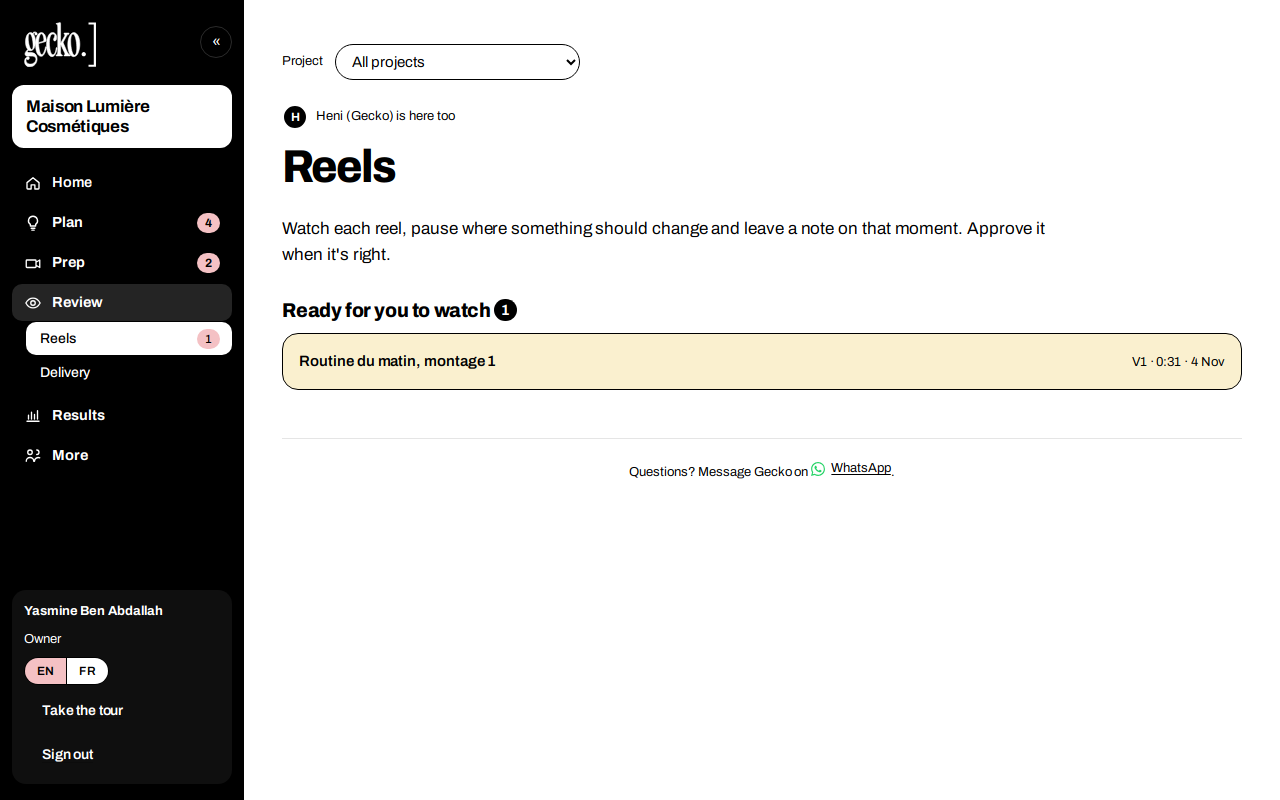 gecko.]
«
Maison Lumière
Cosmétiques
Home
Plan 4
Prep 2
Review
Reels 1
Delivery
Results
More
Yasmine Ben Abdallah
Owner
EN FR
Take the tour
Sign out
Project All projects
H Heni (Gecko) is here too
Reels
Watch each reel, pause where something should change and leave a note on that moment. Approve it
when it's right.
Ready for you to watch 1
Routine du matin, montage 1 V1 · 0:31 · 4 Nov
Questions? Message Gecko on WhatsApp.